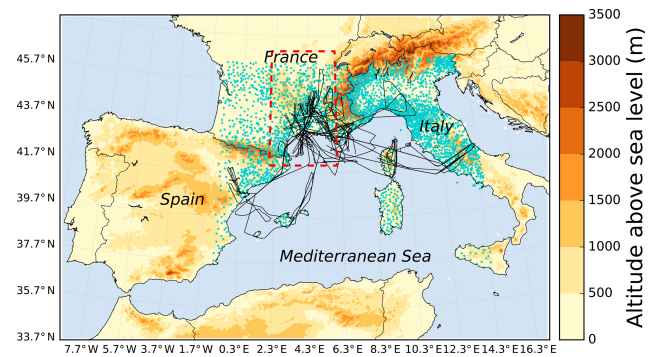 45.7°N
43.7°N
41.7°N
39.7°N
37.7°N
35.7°N
33.7°N
7.7°W 5.7°W 3.7°W 1.7°W 0.3°E 2.3°E 4.3°E 6.3°E 8.3°E 10.3°E 12.3°E 14.3°E 16.3°E
France
Italy
Spain
Mediterranean Sea
3500
3000
2500
2000
1500
1000
500
0
Altitude above sea level (m)